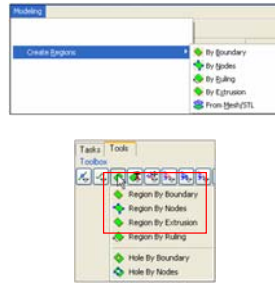 Modeling
Create Regions
By Boundary
By Nodes
By Ruling
By Extrusion
From Mesh/STL
Tasks
Tools
Toolbox
Region By Boundary
Region By Nodes
Region By Extrusion
Region By Ruling
Hole By Boundary
Hole By Nodes